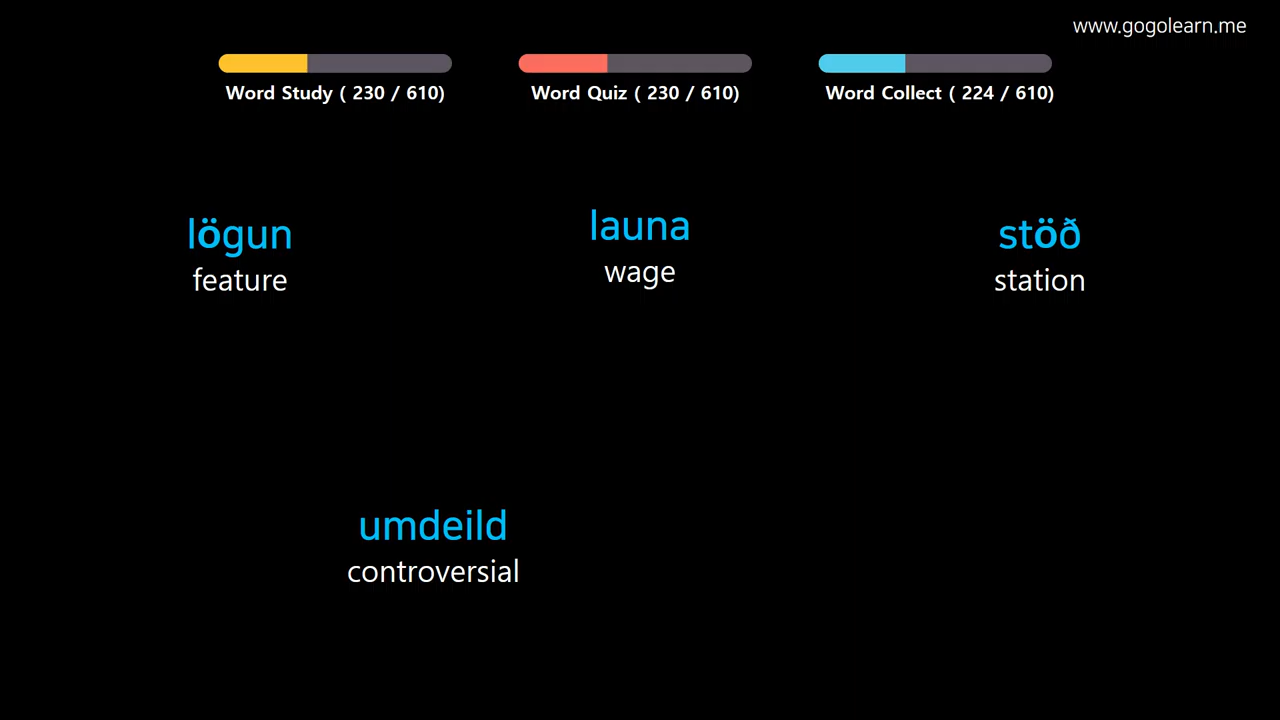 www.gogolearn.me
Word Study ( 230 / 610)
Word Quiz ( 230 / 610)
Word Collect ( 224 / 610)
lögun
feature
launa
wage
stöð
station
umdeild
controversial